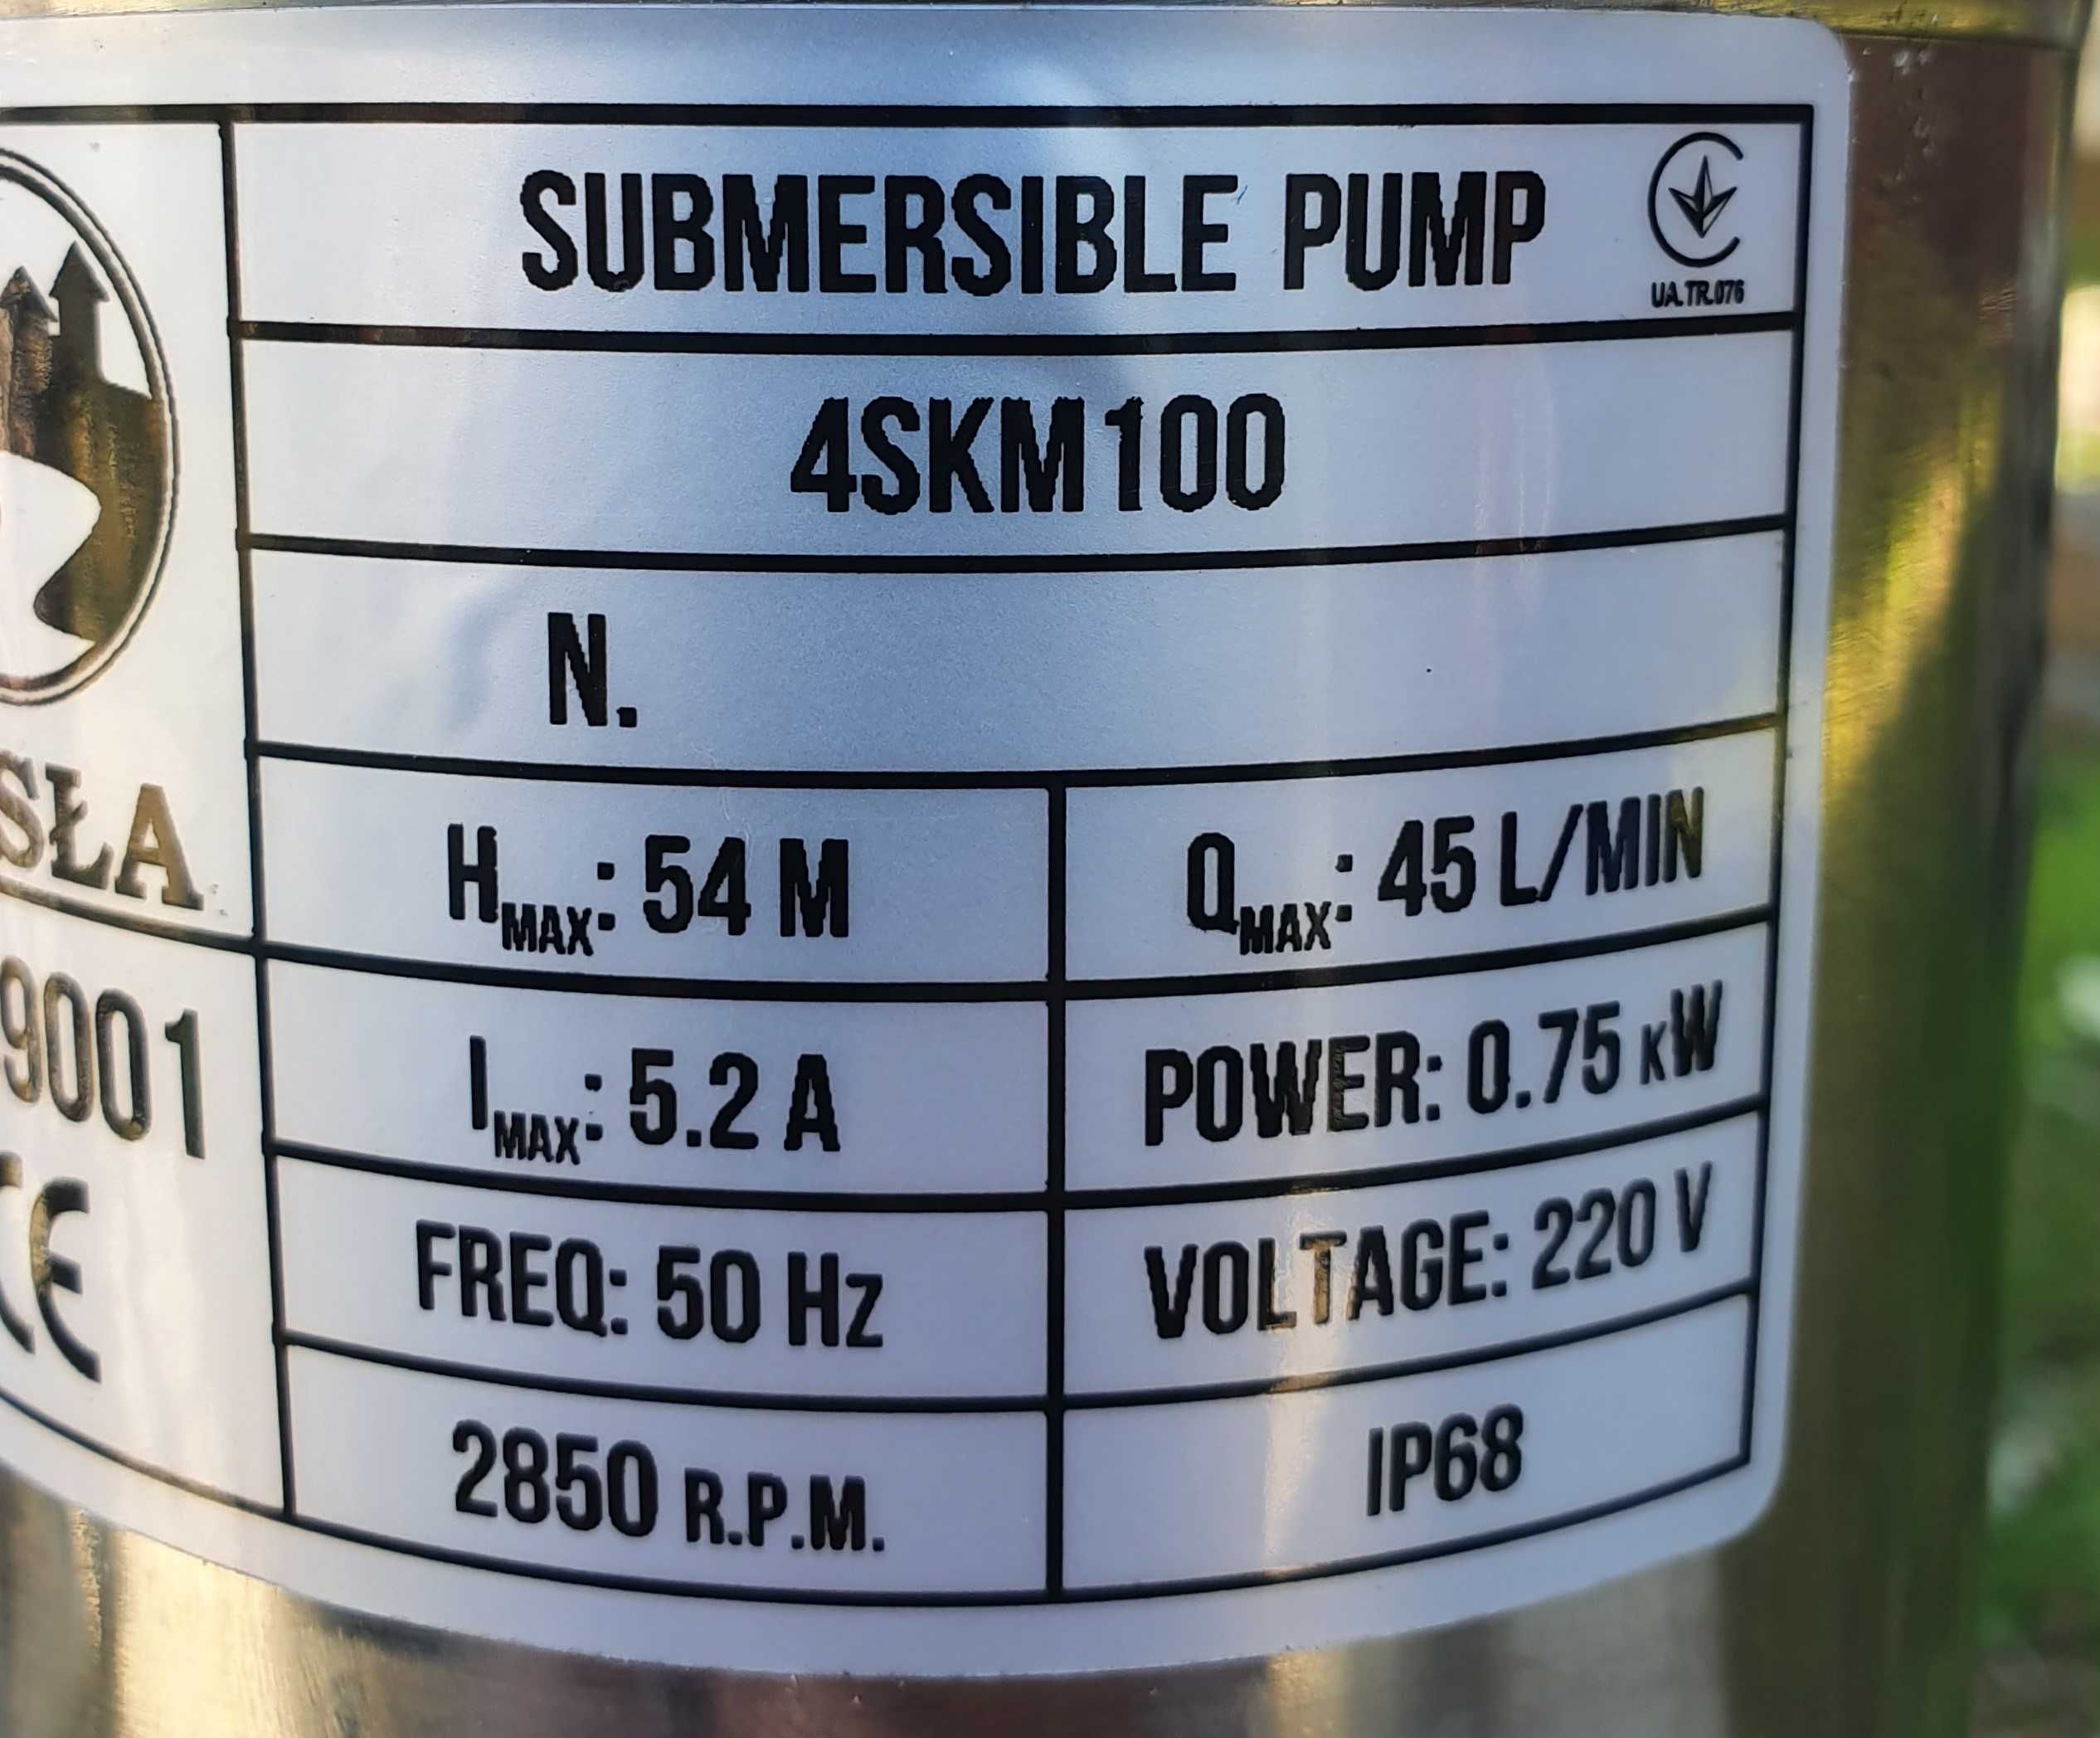 SUBMERSIBLE PUMP
UA.TR.076
4SKM100
N.
HMAX: 54 M
QMAX: 45 L/MIN
IMAX: 5.2 A
POWER: 0.75 KW
FREQ: 50 Hz
VOLTAGE: 220 V
2850 R.P.M.
IP68
SŁA
9001
CE